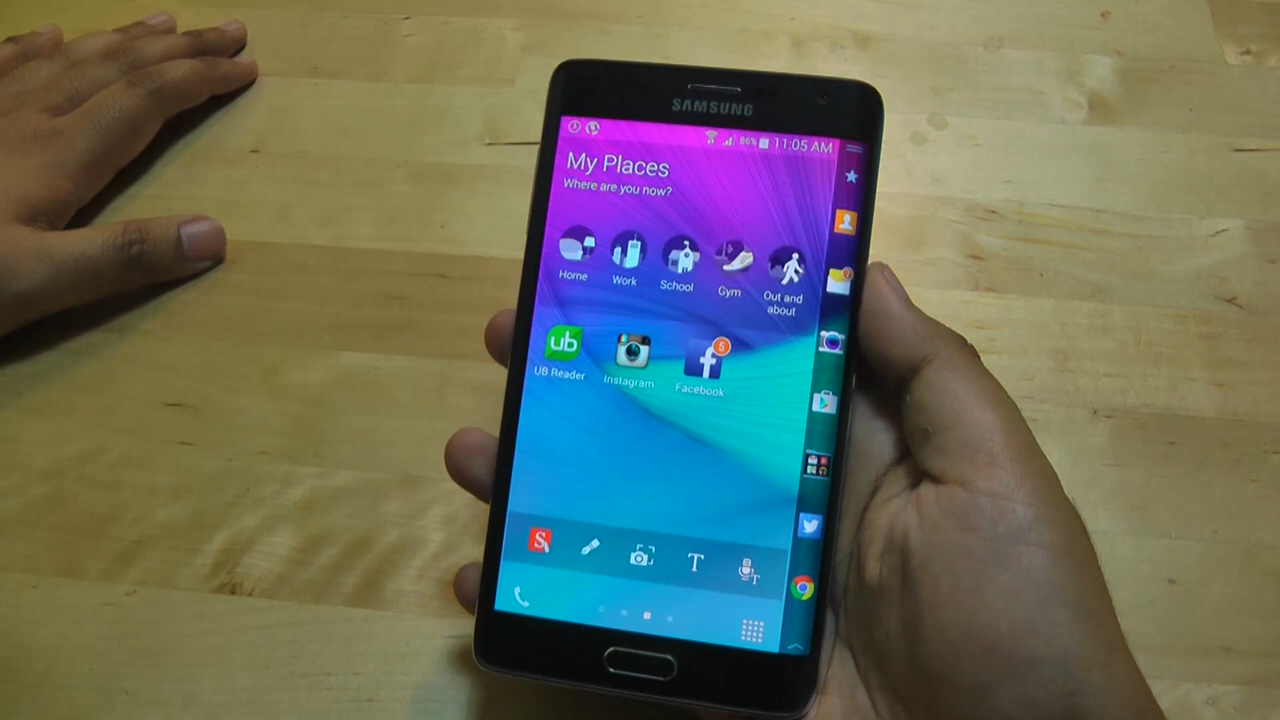 SAMSUNG
86% 11:05 AM
My Places
Where are you now?
Home
Work
School
Gym
Out and
about
ub
UB Reader
Instagram
f
5
Facebook
S
T
T